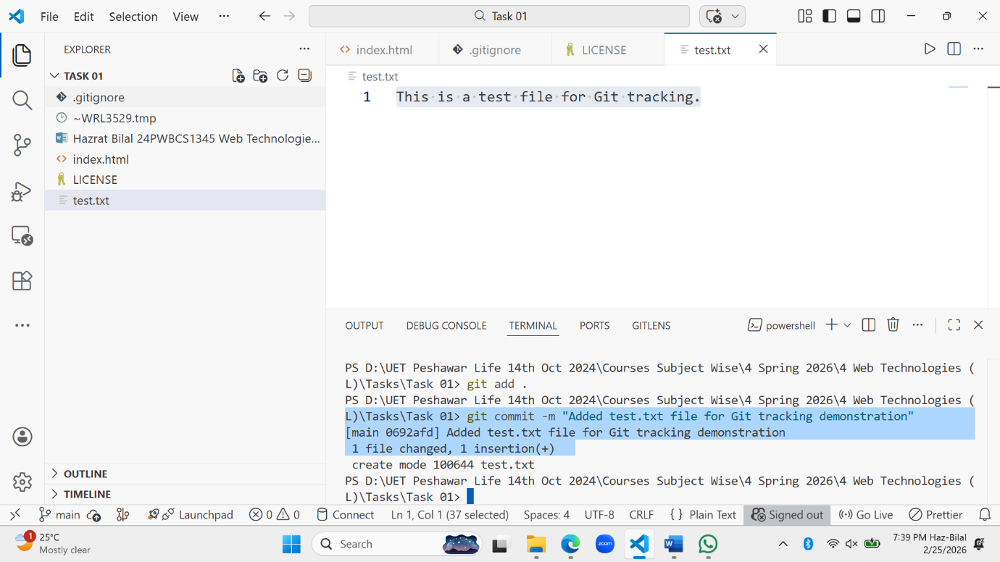 File Edit Selection View ··· Task 01
EXPLORER ···
TASK 01
.gitignore
~WRL3529.tmp
Hazrat Bilal 24PWBCS1345 Web Technologie...
index.html
LICENSE
test.txt
OUTLINE
TIMELINE
index.html .gitignore LICENSE test.txt
test.txt
1 This is a test file for Git tracking.
OUTPUT DEBUG CONSOLE TERMINAL PORTS GITLENS powershell
PS D:\UET Peshawar Life 14th Oct 2024\Courses Subject Wise\4 Spring 2026\4 Web Technologies (
L)\Tasks\Task 01> git add .
PS D:\UET Peshawar Life 14th Oct 2024\Courses Subject Wise\4 Spring 2026\4 Web Technologies (
L)\Tasks\Task 01> git commit -m "Added test.txt file for Git tracking demonstration"
[main 0692afd] Added test.txt file for Git tracking demonstration
1 file changed, 1 insertion(+)
create mode 100644 test.txt
PS D:\UET Peshawar Life 14th Oct 2024\Courses Subject Wise\4 Spring 2026\4 Web Technologies (
L)\Tasks\Task 01>
main Launchpad 0 0 Connect Ln 1, Col 1 (37 selected) Spaces: 4 UTF-8 CRLF {} Plain Text Signed out Go Live Prettier
1 25°C
Mostly clear
Search
zoom
W
7:39 PM Haz-Bilal
2/25/2026